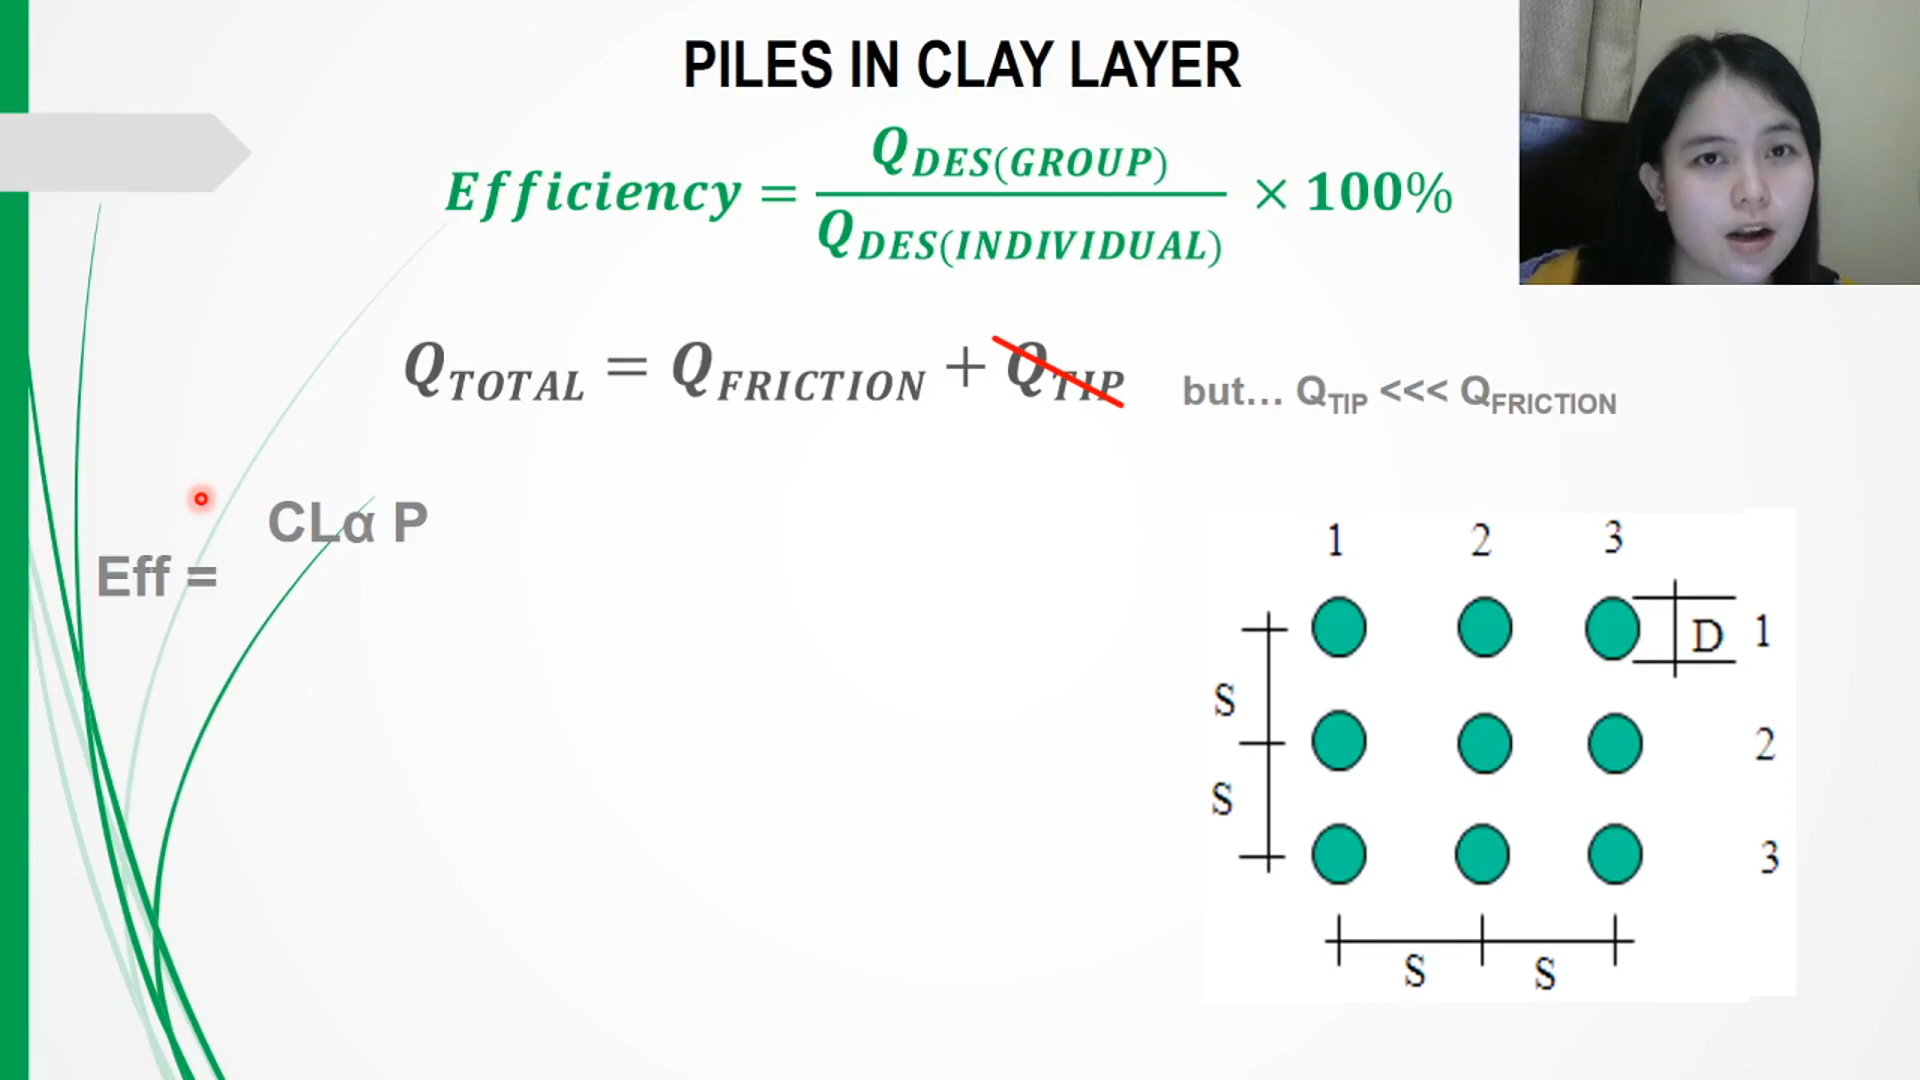 PILES IN CLAY LAYER
Efficiency = Q_DES(GROUP) / Q_DES(INDIVIDUAL) × 100%
Q_TOTAL = Q_FRICTION + Q_TIP
but... Q_TIP <<< Q_FRICTION
CLα P
Eff =
1 2 3
D 1
S
2
S
3
S S